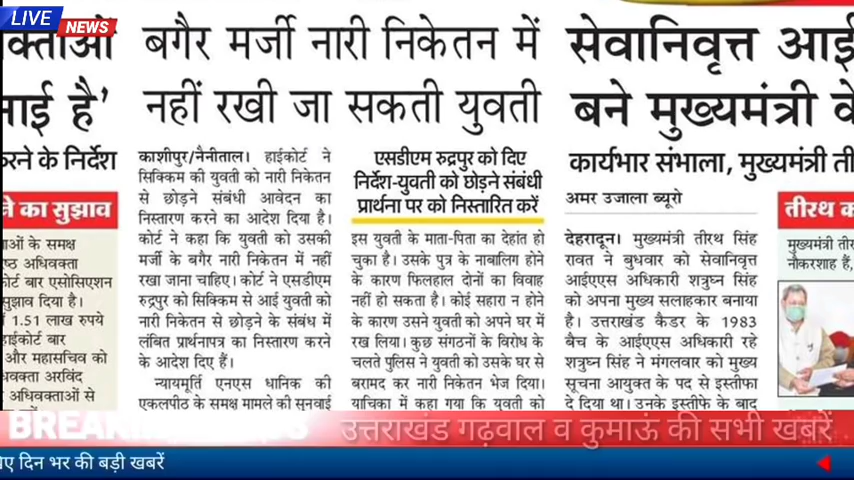 LIVE
NEWS
बगैर मर्जी नारी निकेतन में
नहीं रखी जा सकती युवती
काशीपुर/नैनीताल। हाईकोर्ट ने
सिक्किम की युवती को नारी निकेतन
से छोड़ने संबंधी आवेदन का
निस्तारण करने का आदेश दिया है।
कोर्ट ने कहा कि युवती को उसकी
मर्जी के बगैर नारी निकेतन में नहीं
रखा जाना चाहिए। कोर्ट ने एसडीएम
रुद्रपुर को सिक्किम से आई युवती को
नारी निकेतन से छोड़ने के संबंध में
लंबित प्रार्थनापत्र का निस्तारण करने
के आदेश दिए हैं।
न्यायमूर्ति एनएस धानिक की
एकलपीठ के समक्ष मामले की सुनवाई
एसडीएम रुद्रपुर को दिए
निर्देश-युवती को छोड़ने संबंधी
प्रार्थना पर को निस्तारित करें
इस युवती के माता-पिता का देहांत हो
चुका है। उसके पुत्र के नाबालिग होने
के कारण फिलहाल दोनों का विवाह
नहीं हो सकता है। कोई सहारा न होने
के कारण उसने युवती को अपने घर में
रख लिया। कुछ संगठनों के विरोध के
चलते पुलिस ने युवती को उसके घर से
बरामद कर नारी निकेतन भेज दिया।
याचिका में कहा गया कि युवती को
सेवानिवृत्त आई
बने मुख्यमंत्री के
कार्यभार संभाला, मुख्यमंत्री ती
अमर उजाला ब्यूरो
देहरादून। मुख्यमंत्री तीरथ सिंह
रावत ने बुधवार को सेवानिवृत्त
आईएएस अधिकारी शत्रुघ्न सिंह
को अपना मुख्य सलाहकार बनाया
है। उत्तराखंड कैडर के 1983
बैच के आईएएस अधिकारी रहे
शत्रुघ्न सिंह ने मंगलवार को मुख्य
सूचना आयुक्त के पद से इस्तीफा
दे दिया था। उनके इस्तीफे के बाद
तीरथ क
मुख्यमंत्री तीर
नौकरशाह हैं,
क्ताओं
नाई है’
करने के निर्देश
ने का सुझाव
ाओं के समक्ष
ष्ठ अधिवक्ता
कोर्ट बार एसोसिएशन
सुझाव दिया है।
1.51 लाख रुपये
हाईकोर्ट बार
और महासचिव को
धवक्ता अरविंद
अधिवक्ताओं से
उत्तराखंड गढ़वाल व कुमाऊं की सभी खबरें
ए दिन भर की बड़ी खबरें